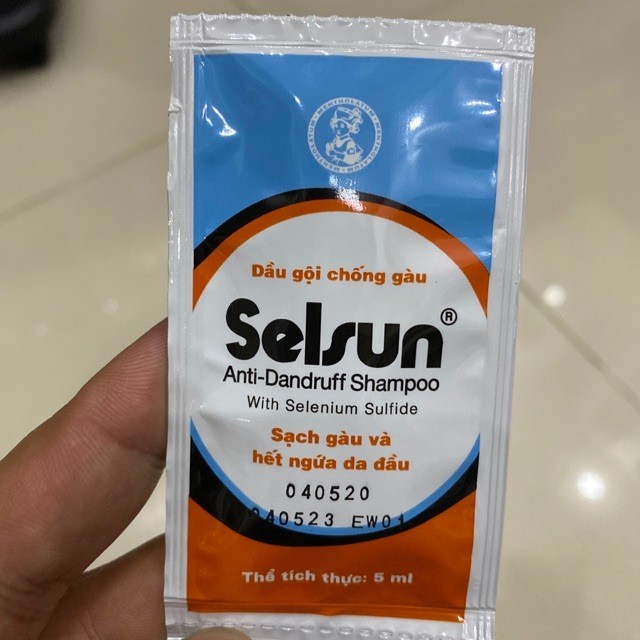 MENTHOLATUM
Dầu gội chống gàu
Selsun®
Anti-Dandruff Shampoo
With Selenium Sulfide
Sạch gàu và
hết ngứa da đầu
040520
040523 EW01
Thể tích thực: 5 ml